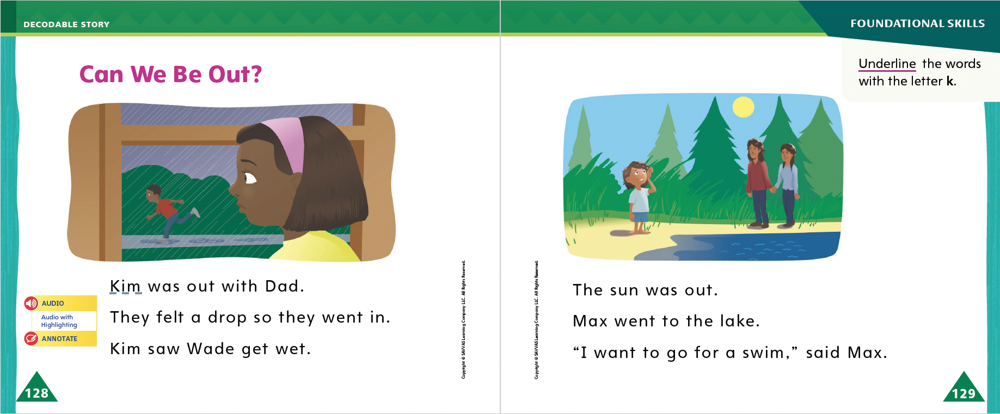 DECODABLE STORY
Can We Be Out?
Kim was out with Dad.
They felt a drop so they went in.
Kim saw Wade get wet.
AUDIO
Audio with
Highlighting
ANNOTATE
Copyright © SAVVAS Learning Company LLC. All Rights Reserved.
128
FOUNDATIONAL SKILLS
Underline the words
with the letter k.
The sun was out.
Max went to the lake.
“I want to go for a swim,” said Max.
Copyright © SAVVAS Learning Company LLC. All Rights Reserved.
129